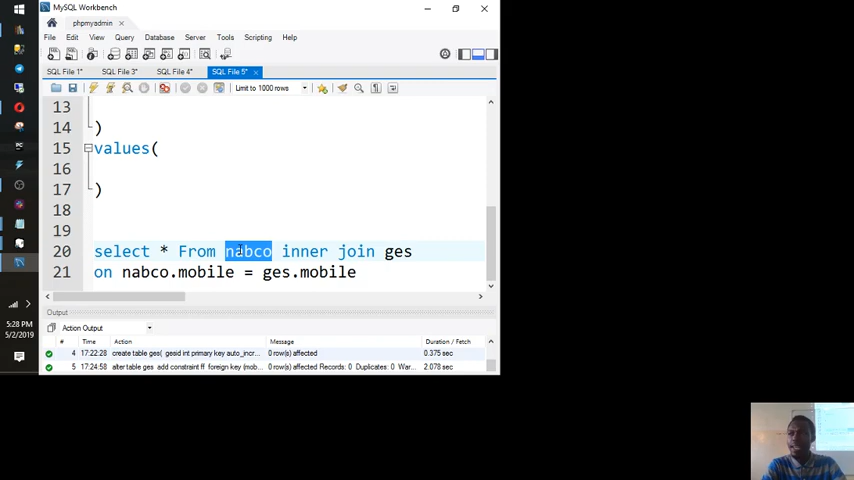 MySQL Workbench
phpmyadmin ×
File Edit View Query Database Server Tools Scripting Help
SQL File 1* SQL File 3* SQL File 4* SQL File 5* ×
Limit to 1000 rows
13
14 )
15 values(
16
17 )
18
19
20 select * From nabco inner join ges
21 on nabco.mobile = ges.mobile
Output
Action Output
# Time Action Message Duration / Fetch
4 17:22:28 create table ges( gesid int primary key auto_incr... 0 row(s) affected 0.375 sec
5 17:24:58 alter table ges add constraint ff foreign key (mob... 0 row(s) affected Records: 0 Duplicates: 0 War... 2.078 sec
5:28 PM
5/2/2019